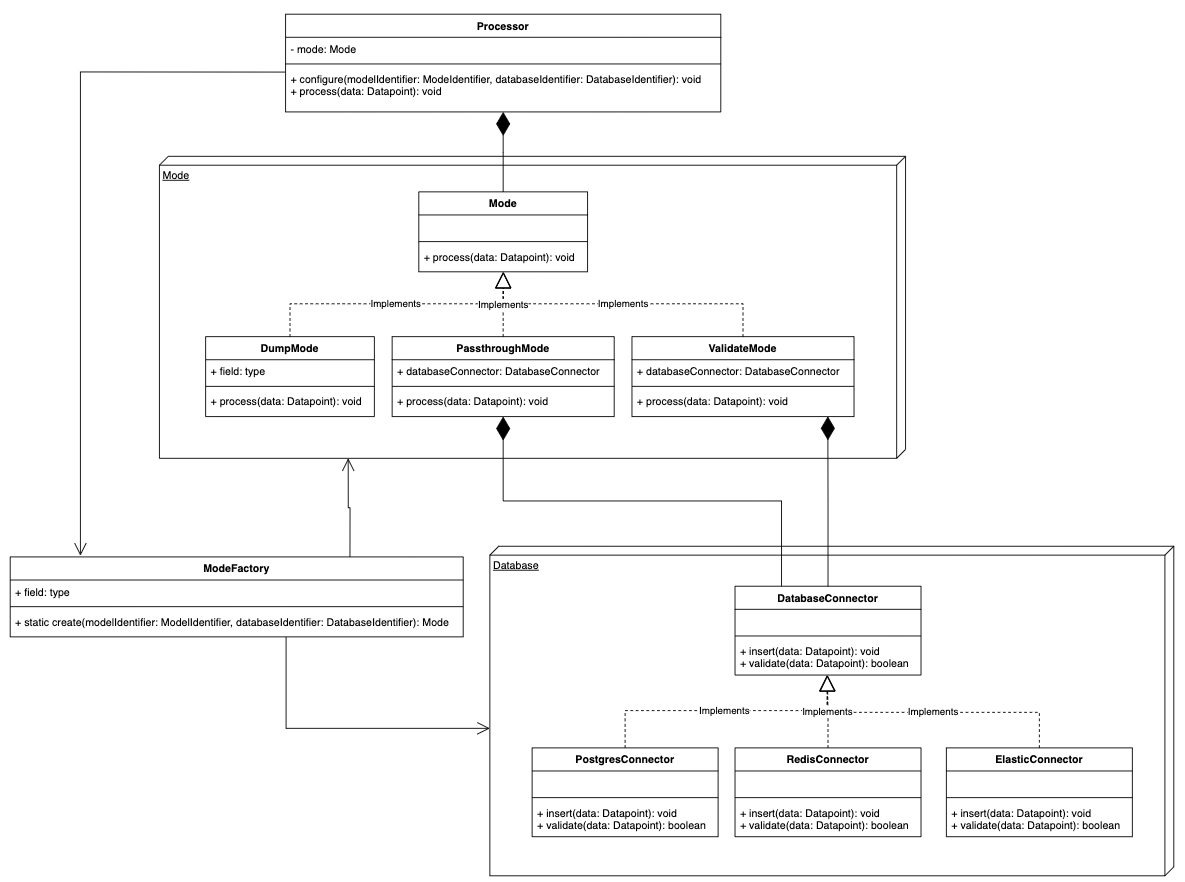 Processor
- mode: Mode
+ configure(modelIdentifier: ModeIdentifier, databaseIdentifier: DatabaseIdentifier): void
+ process(data: Datapoint): void
Mode
Mode
+ process(data: Datapoint): void
Implements
Implements
Implements
DumpMode
+ field: type
+ process(data: Datapoint): void
PassthroughMode
+ databaseConnector: DatabaseConnector
+ process(data: Datapoint): void
ValidateMode
+ databaseConnector: DatabaseConnector
+ process(data: Datapoint): void
ModeFactory
+ field: type
+ static create(modelIdentifier: ModelIdentifier, databaseIdentifier: DatabaseIdentifier): Mode
Database
DatabaseConnector
+ insert(data: Datapoint): void
+ validate(data: Datapoint): boolean
Implements
Implements
Implements
PostgresConnector
+ insert(data: Datapoint): void
+ validate(data: Datapoint): boolean
RedisConnector
+ insert(data: Datapoint): void
+ validate(data: Datapoint): boolean
ElasticConnector
+ insert(data: Datapoint): void
+ validate(data: Datapoint): boolean